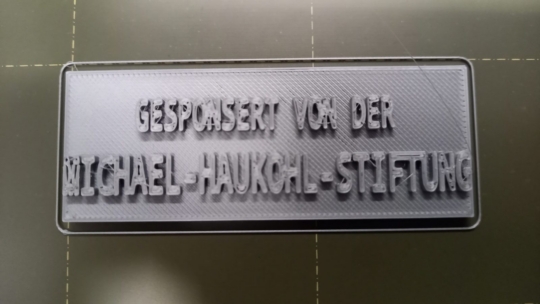 GESPONSERT VON DER
MICHAEL-HAUKOHL-STIFTUNG